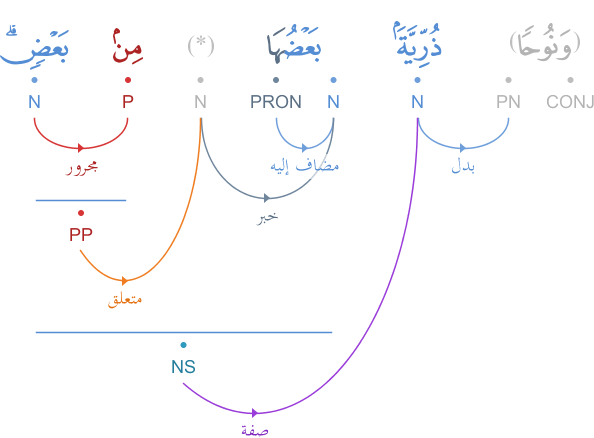 (وَنُوحًا) ذُرِّيَّةًۢ بَعْضُهَا (*) مِنۢ بَعْضٍۢ ۗ
CONJ PN N N PRON N P N
مضاف إليه
بدل
مجرور
خبر
PP
متعلق
NS
صفة